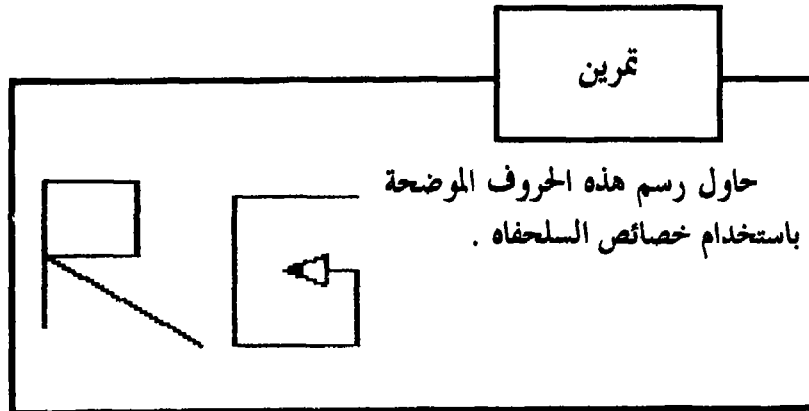 تمرين
حاول رسم هذه الحروف الموضحة
باستخدام خصائص السلحفاه .
R G